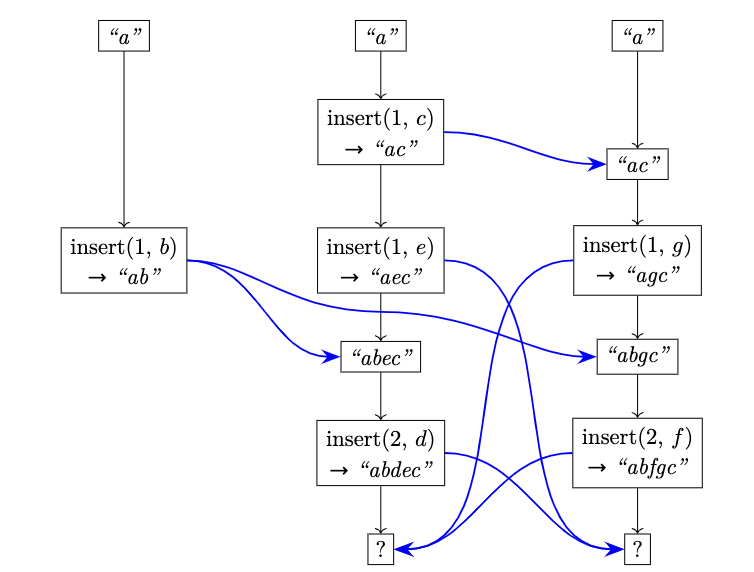 “a”
“a”
“a”
insert(1, c)
→ “ac”
“ac”
insert(1, b)
→ “ab”
insert(1, e)
→ “aec”
insert(1, g)
→ “agc”
“abec”
“abgc”
insert(2, d)
→ “abdec”
insert(2, f)
→ “abfgc”
?
?